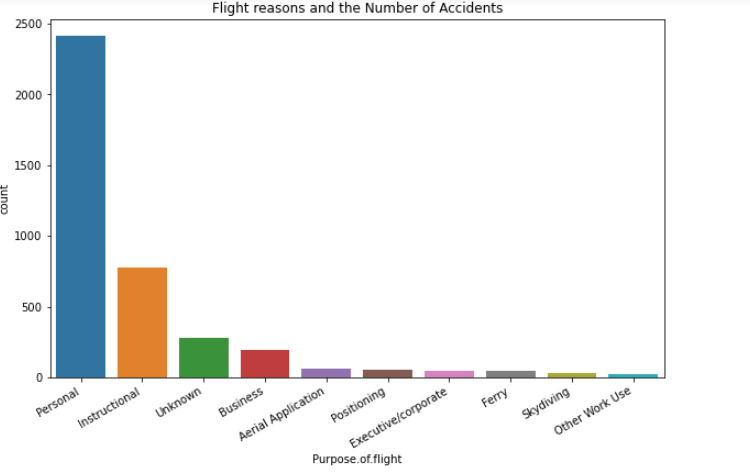 Flight reasons and the Number of Accidents
2500
2000
1500
1000
500
0
count
Personal
Instructional
Unknown
Business
Aerial Application
Positioning
Executive/corporate
Ferry
Skydiving
Other Work Use
Purpose.of.flight